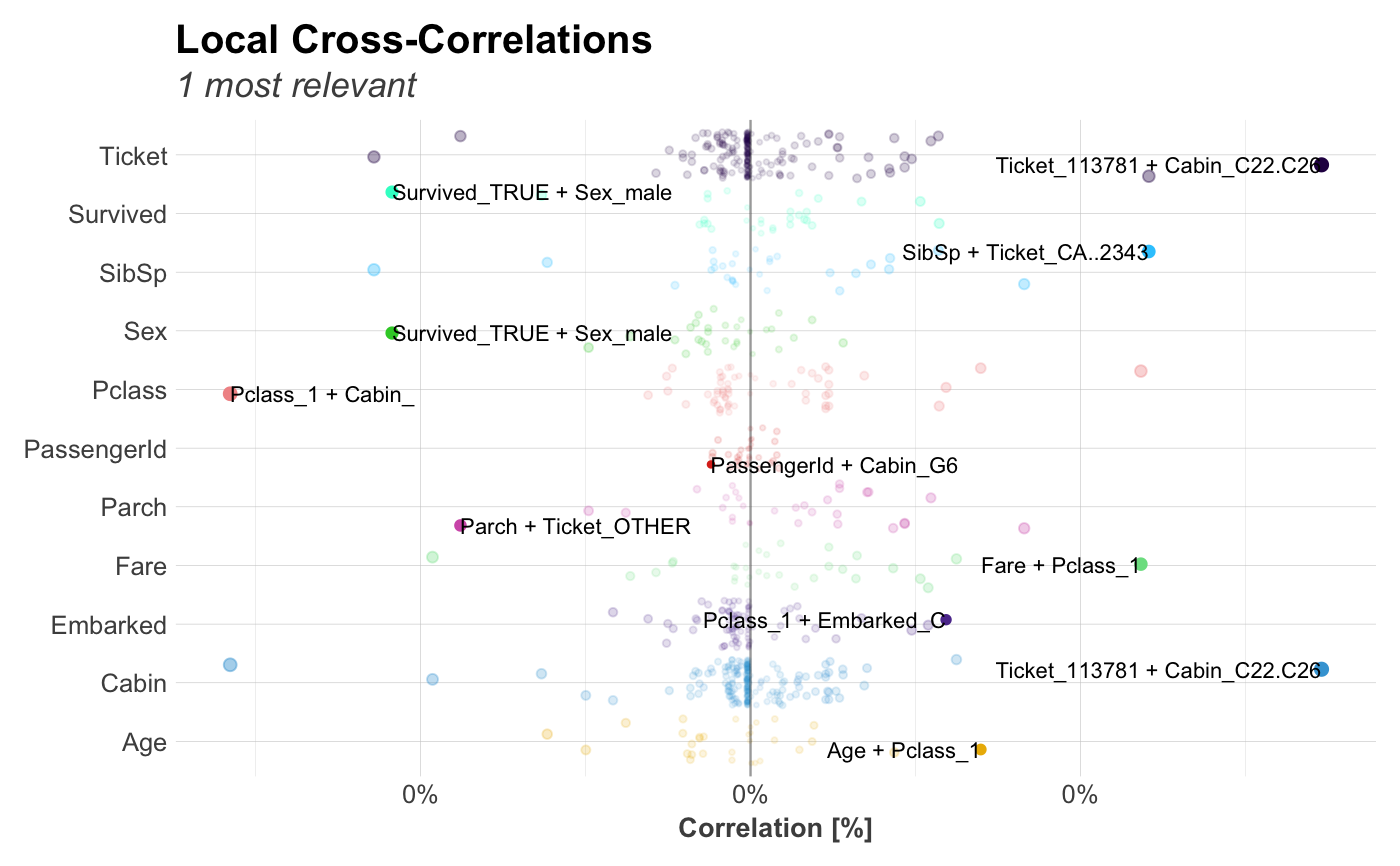 Local Cross-Correlations
1 most relevant
Ticket
Ticket_113781 + Cabin_C22.C26
Survived_TRUE + Sex_male
Survived
SibSp + Ticket_CA..2343
SibSp
Sex
Survived_TRUE + Sex_male
Pclass
Pclass_1 + Cabin_
PassengerId
PassengerId + Cabin_G6
Parch
Parch + Ticket_OTHER
Fare
Fare + Pclass_1
Embarked
Pclass_1 + Embarked_C
Cabin
Ticket_113781 + Cabin_C22.C26
Age
Age + Pclass_1
0% 0% 0%
Correlation [%]